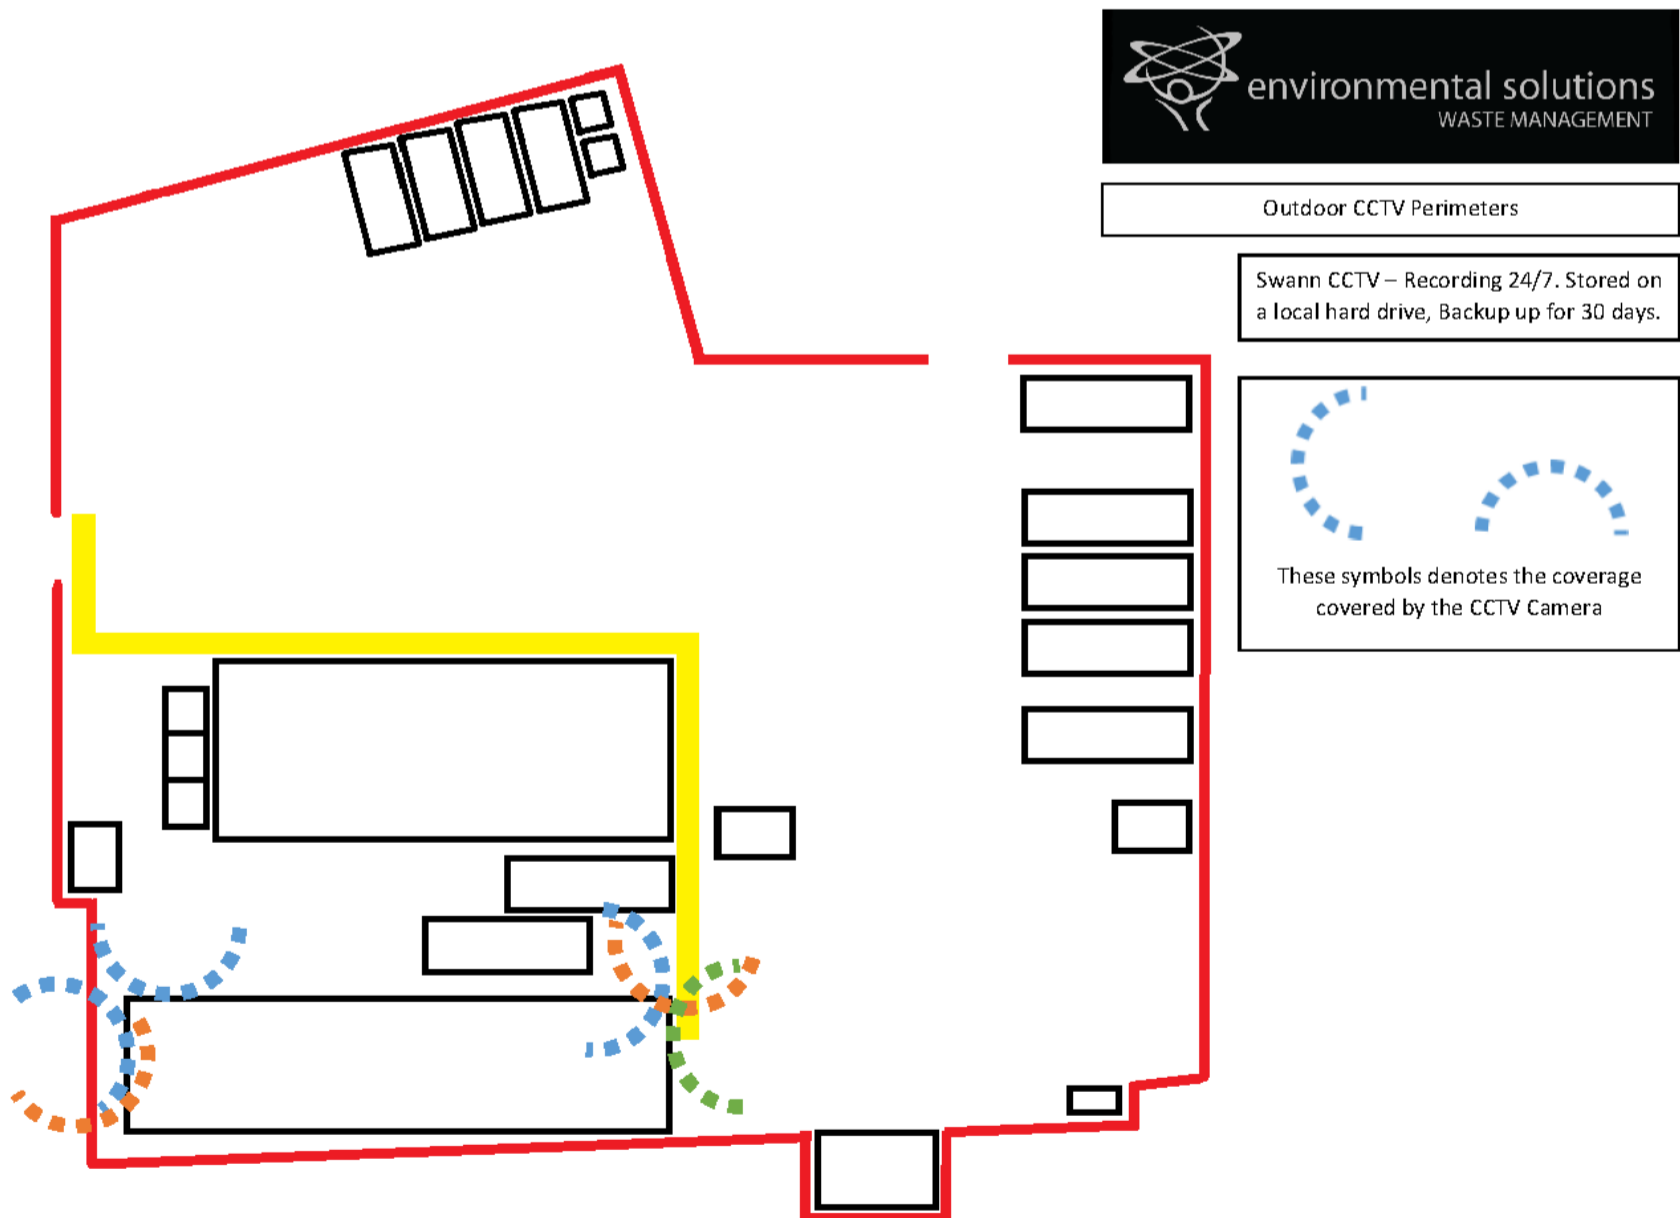 environmental solutions
WASTE MANAGEMENT
Outdoor CCTV Perimeters
Swann CCTV – Recording 24/7. Stored on
a local hard drive, Backup up for 30 days.
These symbols denotes the coverage
covered by the CCTV Camera